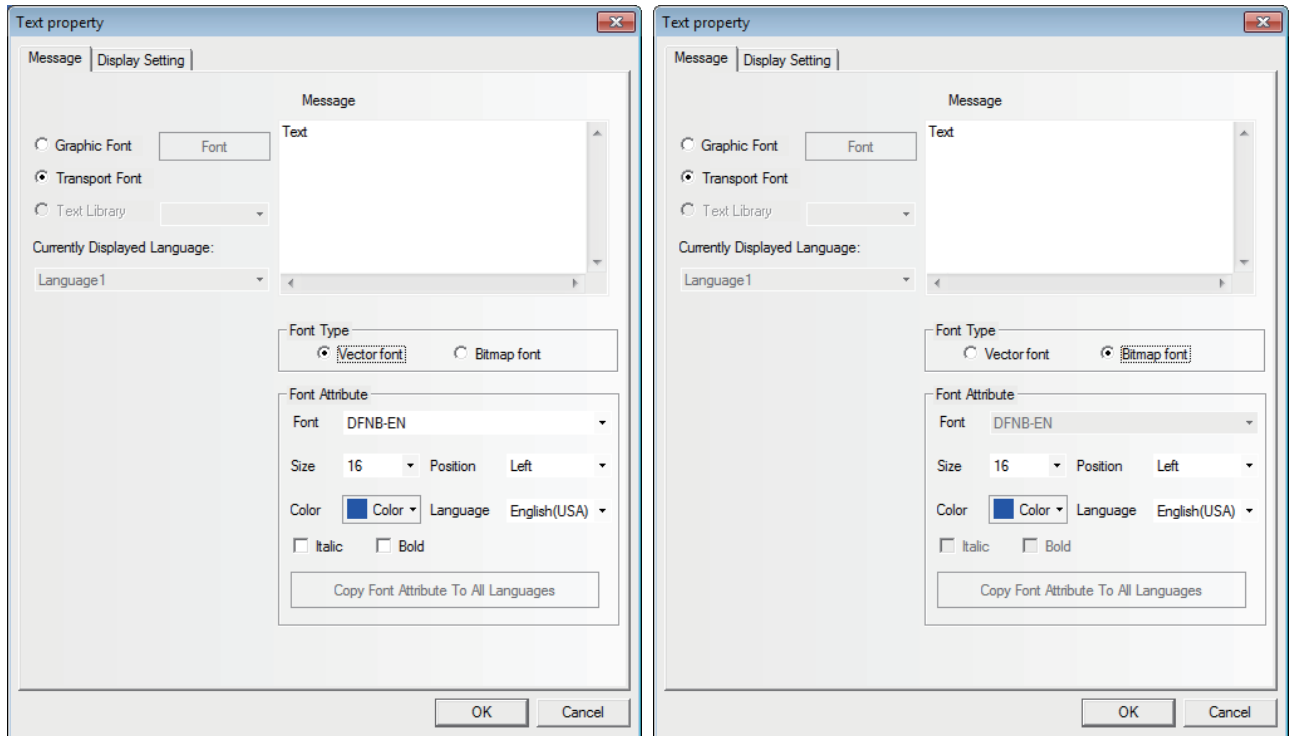 Text property
Message Display Setting
Message
Text
Graphic Font Font
Transport Font
Text Library
Currently Displayed Language:
Language1
Font Type
Vector font Bitmap font
Font Attribute
Font DFNB-EN
Size 16 Position Left
Color Color Language English(USA)
Italic Bold
Copy Font Attribute To All Languages
OK Cancel
Text property
Message Display Setting
Message
Text
Graphic Font Font
Transport Font
Text Library
Currently Displayed Language:
Language1
Font Type
Vector font Bitmap font
Font Attribute
Font DFNB-EN
Size 16 Position Left
Color Color Language English(USA)
Italic Bold
Copy Font Attribute To All Languages
OK Cancel